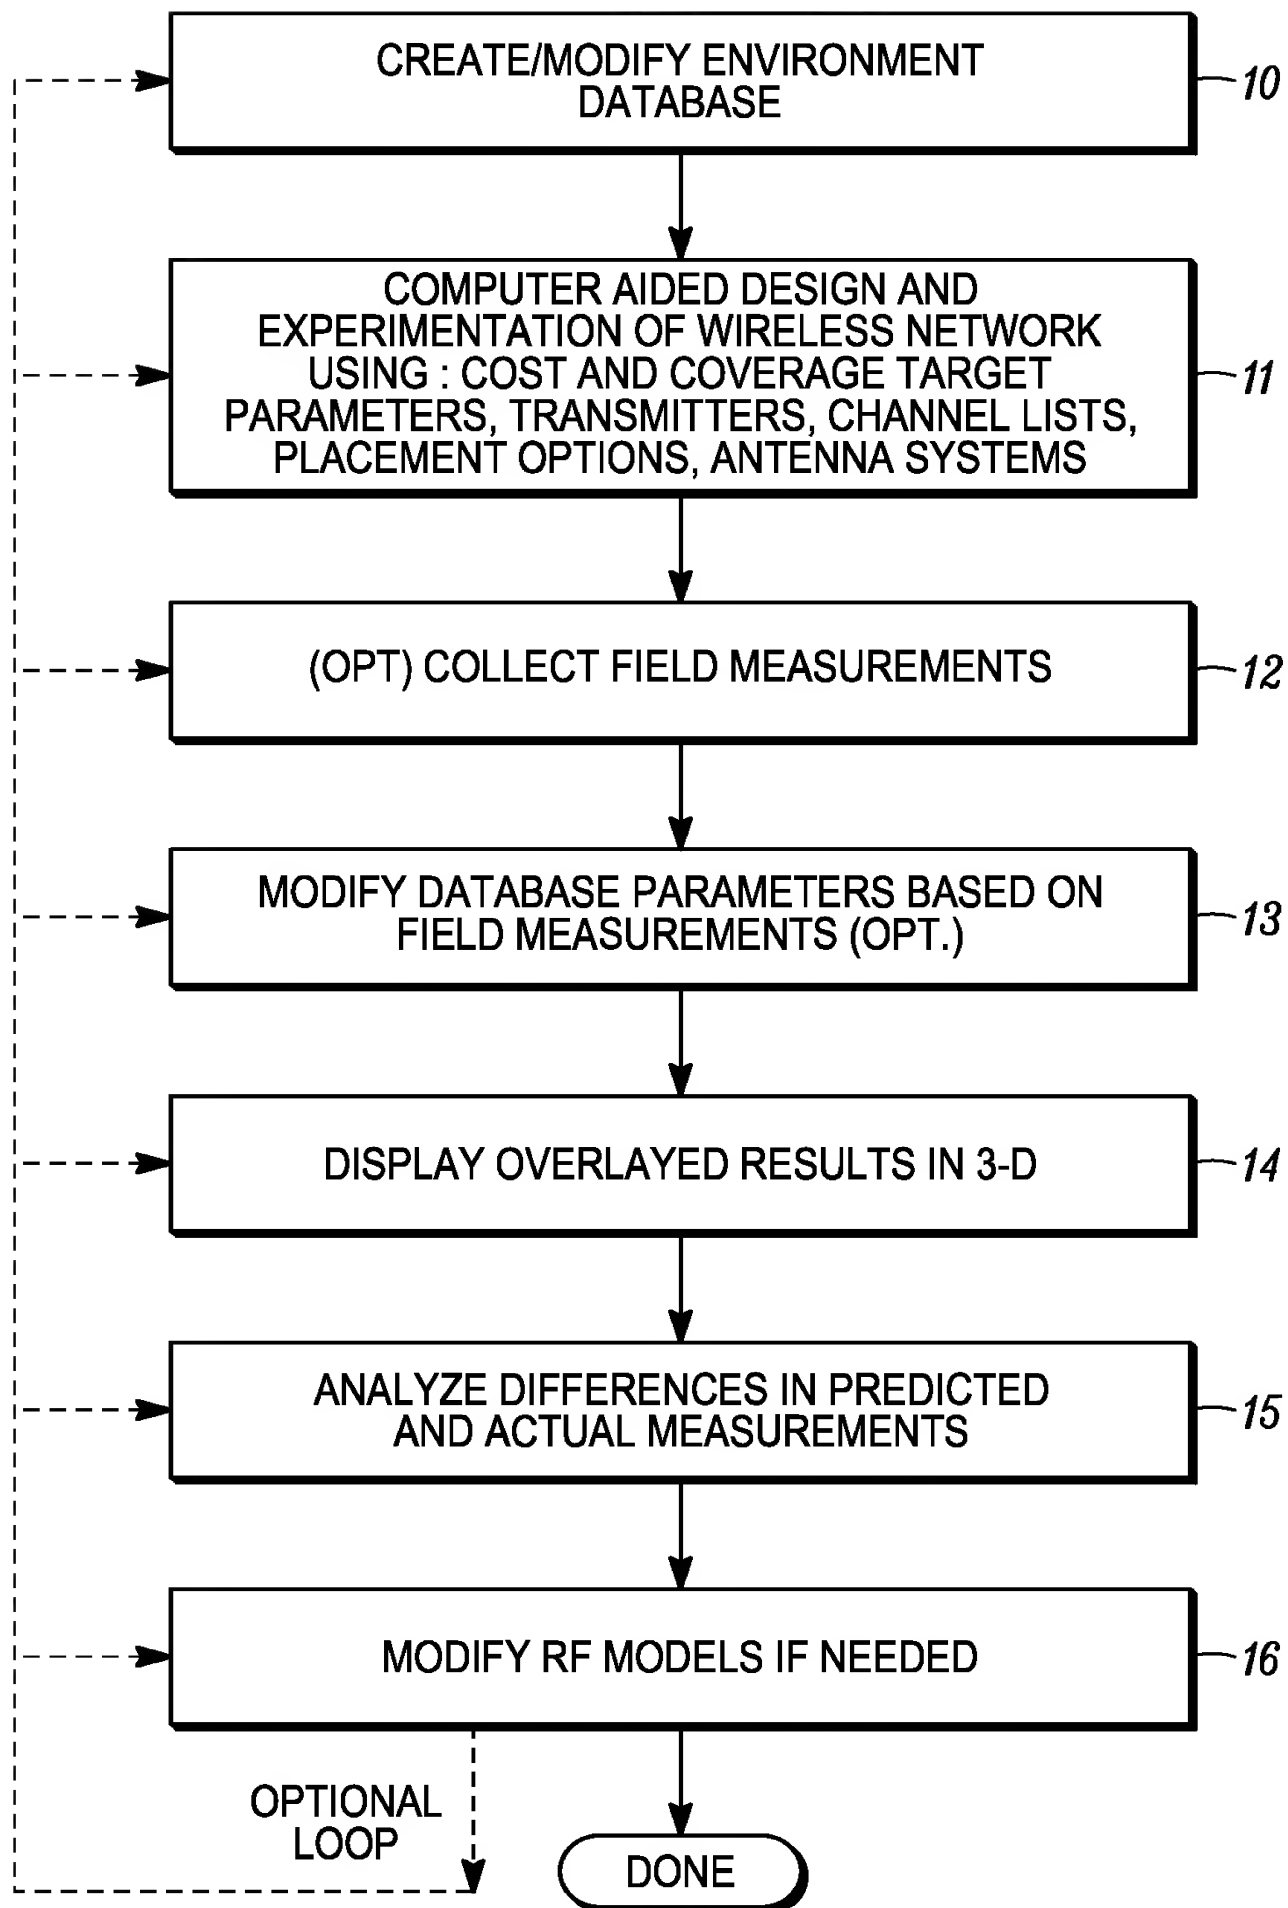 CREATE/MODIFY ENVIRONMENT
DATABASE
10
COMPUTER AIDED DESIGN AND
EXPERIMENTATION OF WIRELESS NETWORK
USING : COST AND COVERAGE TARGET
PARAMETERS, TRANSMITTERS, CHANNEL LISTS,
PLACEMENT OPTIONS, ANTENNA SYSTEMS
11
(OPT) COLLECT FIELD MEASUREMENTS
12
MODIFY DATABASE PARAMETERS BASED ON
FIELD MEASUREMENTS (OPT.)
13
DISPLAY OVERLAYED RESULTS IN 3-D
14
ANALYZE DIFFERENCES IN PREDICTED
AND ACTUAL MEASUREMENTS
15
MODIFY RF MODELS IF NEEDED
16
OPTIONAL
LOOP
DONE